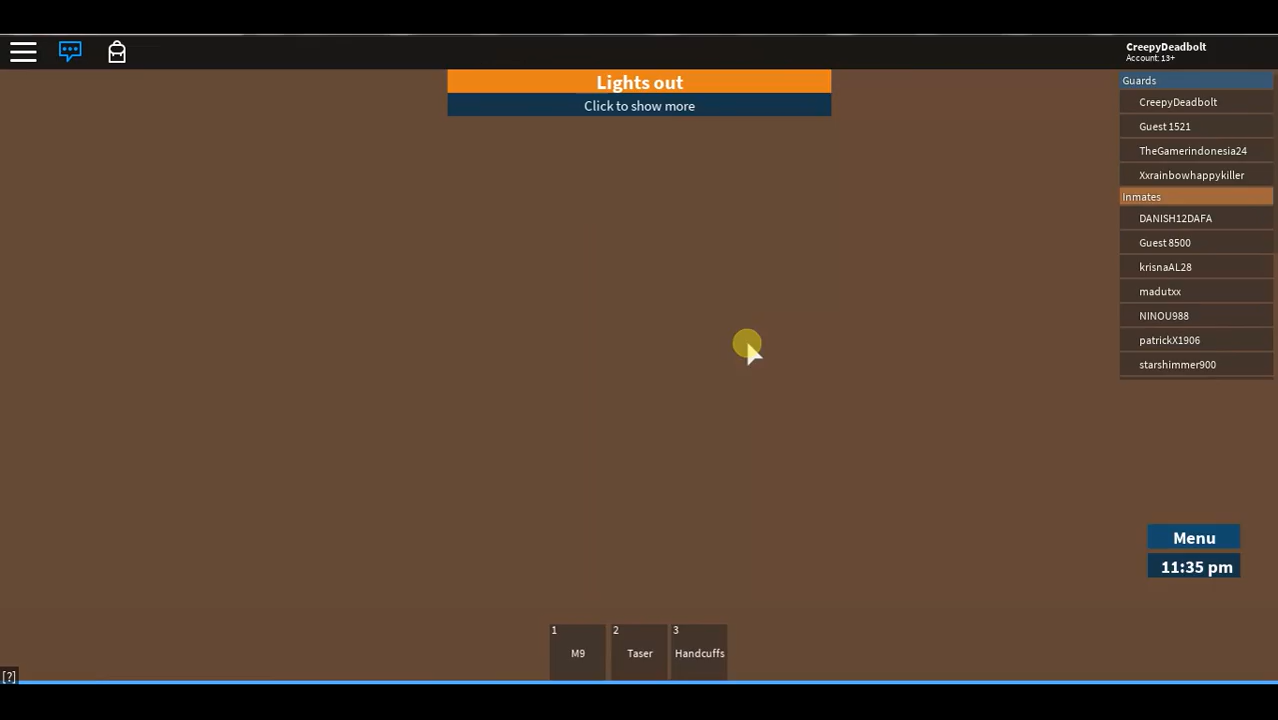 CreepyDeadbolt
Account: 13+
Lights out
Click to show more
Guards
CreepyDeadbolt
Guest 1521
TheGamerindonesia24
Xxrainbowhappykiller
Inmates
DANISH12DAFA
Guest 8500
krisnaAL28
madutxx
NINOU988
patrickX1906
starshimmer900
Menu
11:35 pm
1
M9
2
Taser
3
Handcuffs
[?]